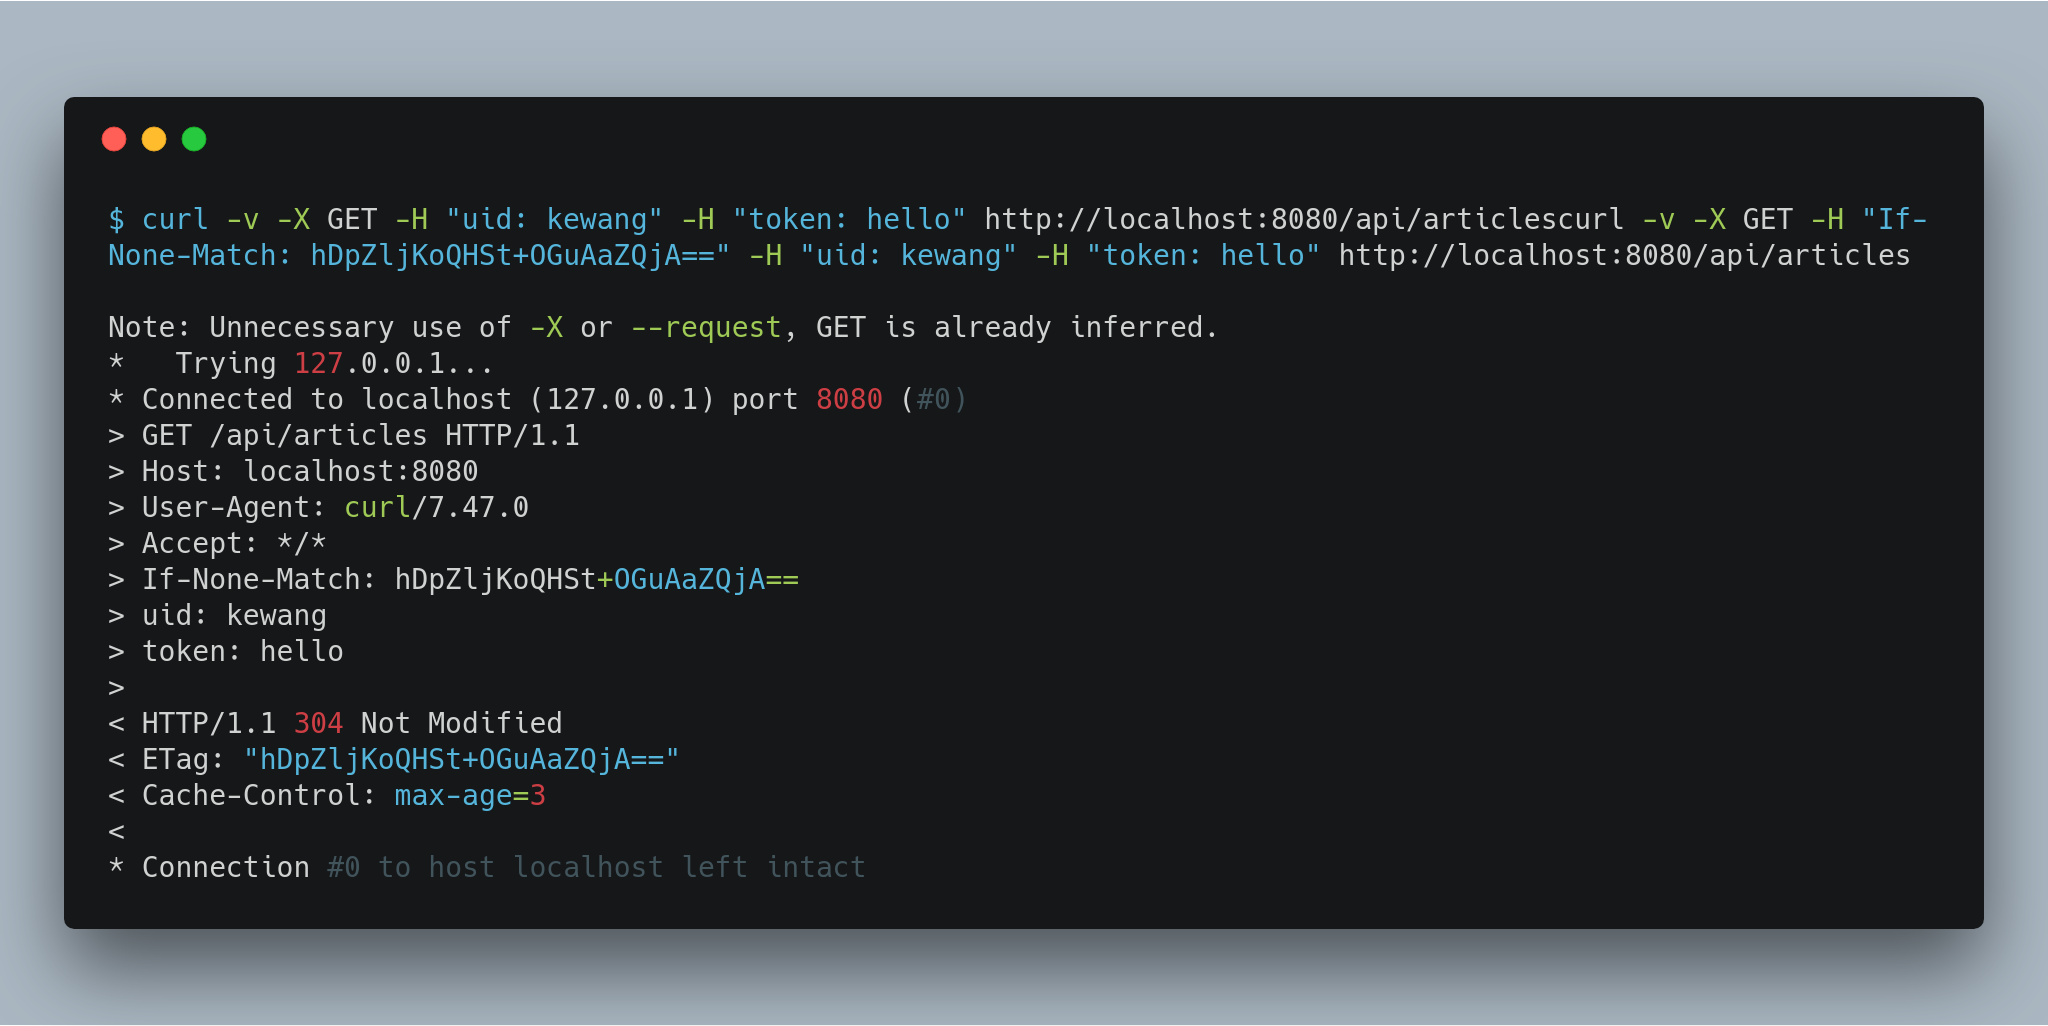 $ curl -v -X GET -H "uid: kewang" -H "token: hello" http://localhost:8080/api/articlescurl -v -X GET -H "If-
None-Match: hDpZljKoQHSt+OGuAaZQjA==" -H "uid: kewang" -H "token: hello" http://localhost:8080/api/articles
Note: Unnecessary use of -X or --request, GET is already inferred.
*   Trying 127.0.0.1...
* Connected to localhost (127.0.0.1) port 8080 (#0)
> GET /api/articles HTTP/1.1
> Host: localhost:8080
> User-Agent: curl/7.47.0
> Accept: */*
> If-None-Match: hDpZljKoQHSt+OGuAaZQjA==
> uid: kewang
> token: hello
>
< HTTP/1.1 304 Not Modified
< ETag: "hDpZljKoQHSt+OGuAaZQjA=="
< Cache-Control: max-age=3
<
* Connection #0 to host localhost left intact